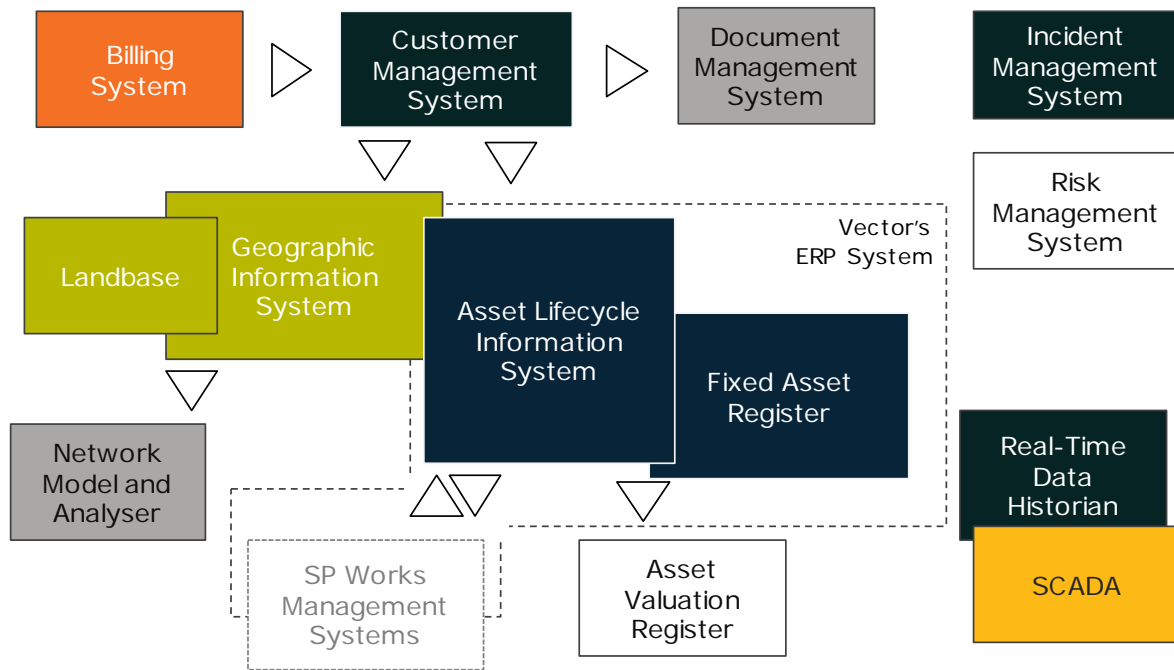 Billing
System
Customer
Management
System
Document
Management
System
Incident
Management
System
Risk
Management
System
Vector's
ERP System
Landbase
Geographic
Information
System
Asset Lifecycle
Information
System
Fixed Asset
Register
Network
Model and
Analyser
Real-Time
Data
Historian
SP Works
Management
Systems
Asset
Valuation
Register
SCADA